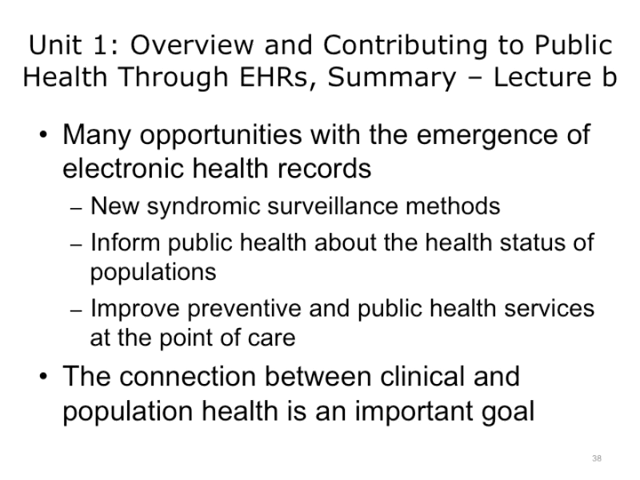 Unit 1: Overview and Contributing to Public
Health Through EHRs, Summary – Lecture b
• Many opportunities with the emergence of
electronic health records
– New syndromic surveillance methods
– Inform public health about the health status of
populations
– Improve preventive and public health services
at the point of care
• The connection between clinical and
population health is an important goal
38